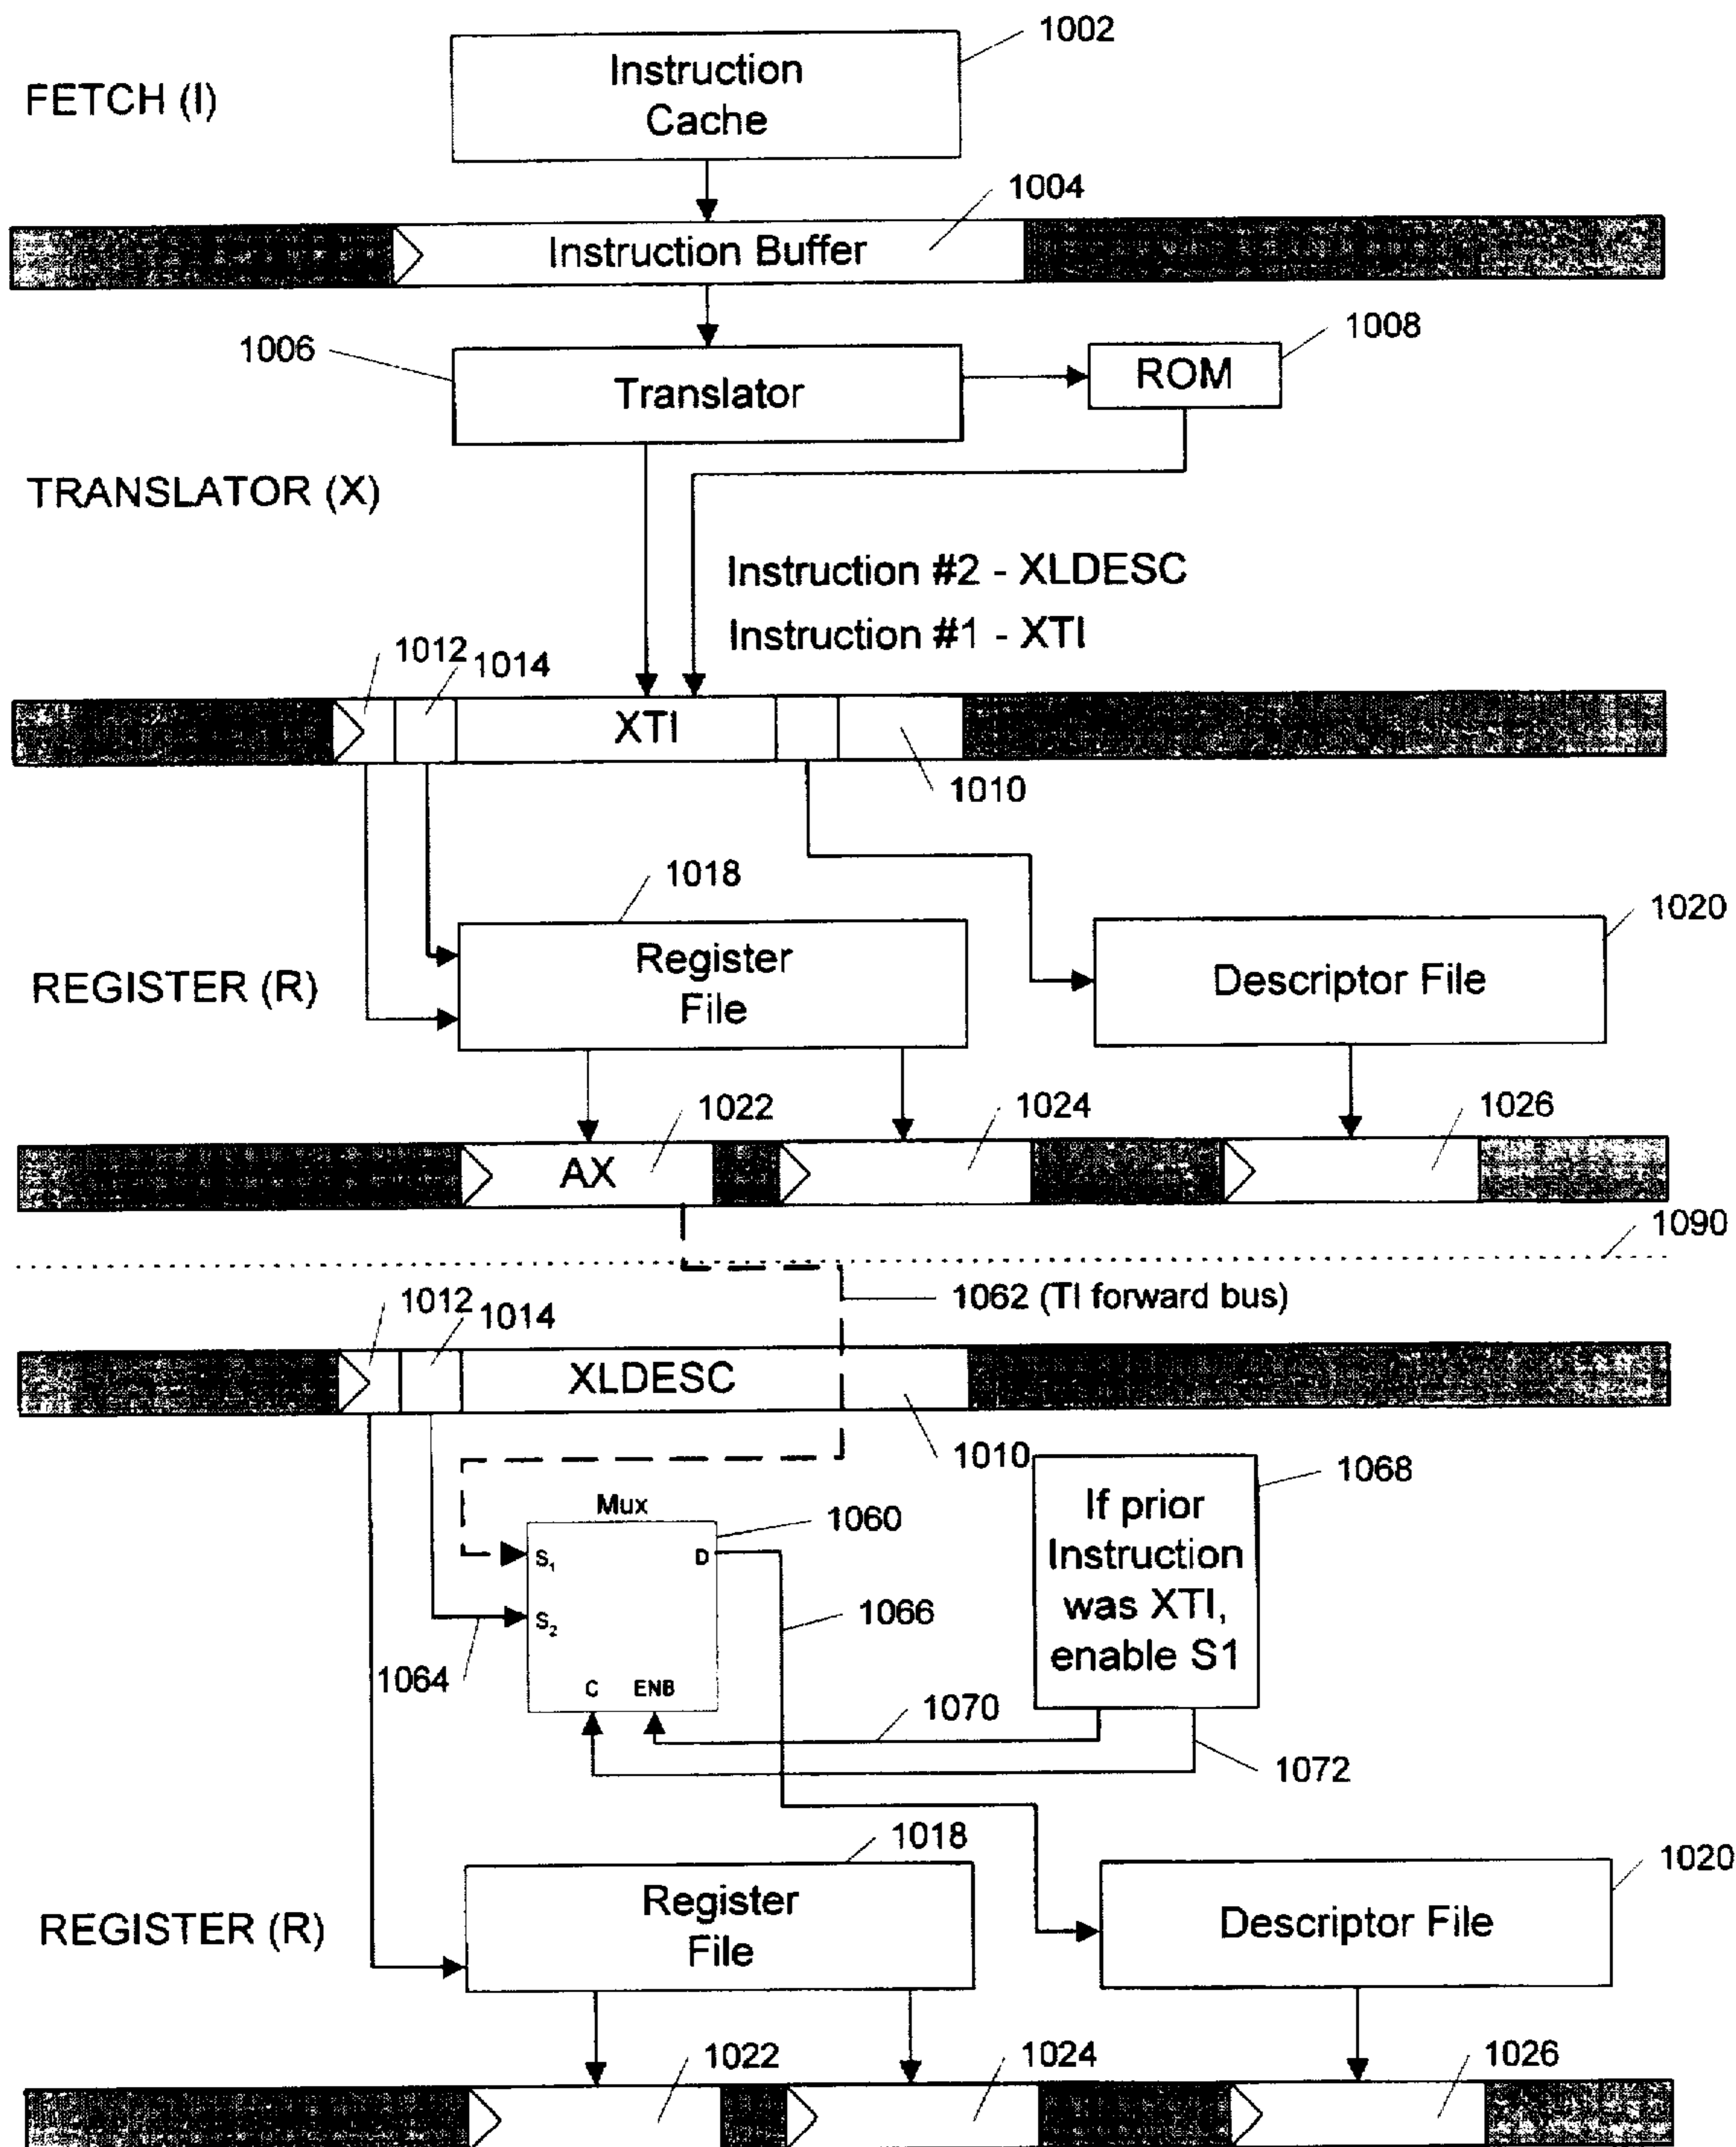 1002
Instruction
Cache
FETCH (I)
1004
Instruction Buffer
1006
Translator
1008
ROM
TRANSLATOR (X)
Instruction #2 - XLDESC
Instruction #1 - XTI
1012
1014
XTI
1010
1018
Register
File
1020
Descriptor File
REGISTER (R)
1022
1024
1026
AX
1090
1062 (TI forward bus)
1012
1014
XLDESC
1010
Mux
1060
S1
D
S2
1064
C
ENB
1066
1068
If prior
Instruction
was XTI,
enable S1
1070
1072
1018
Register
File
1020
Descriptor File
REGISTER (R)
1022
1024
1026